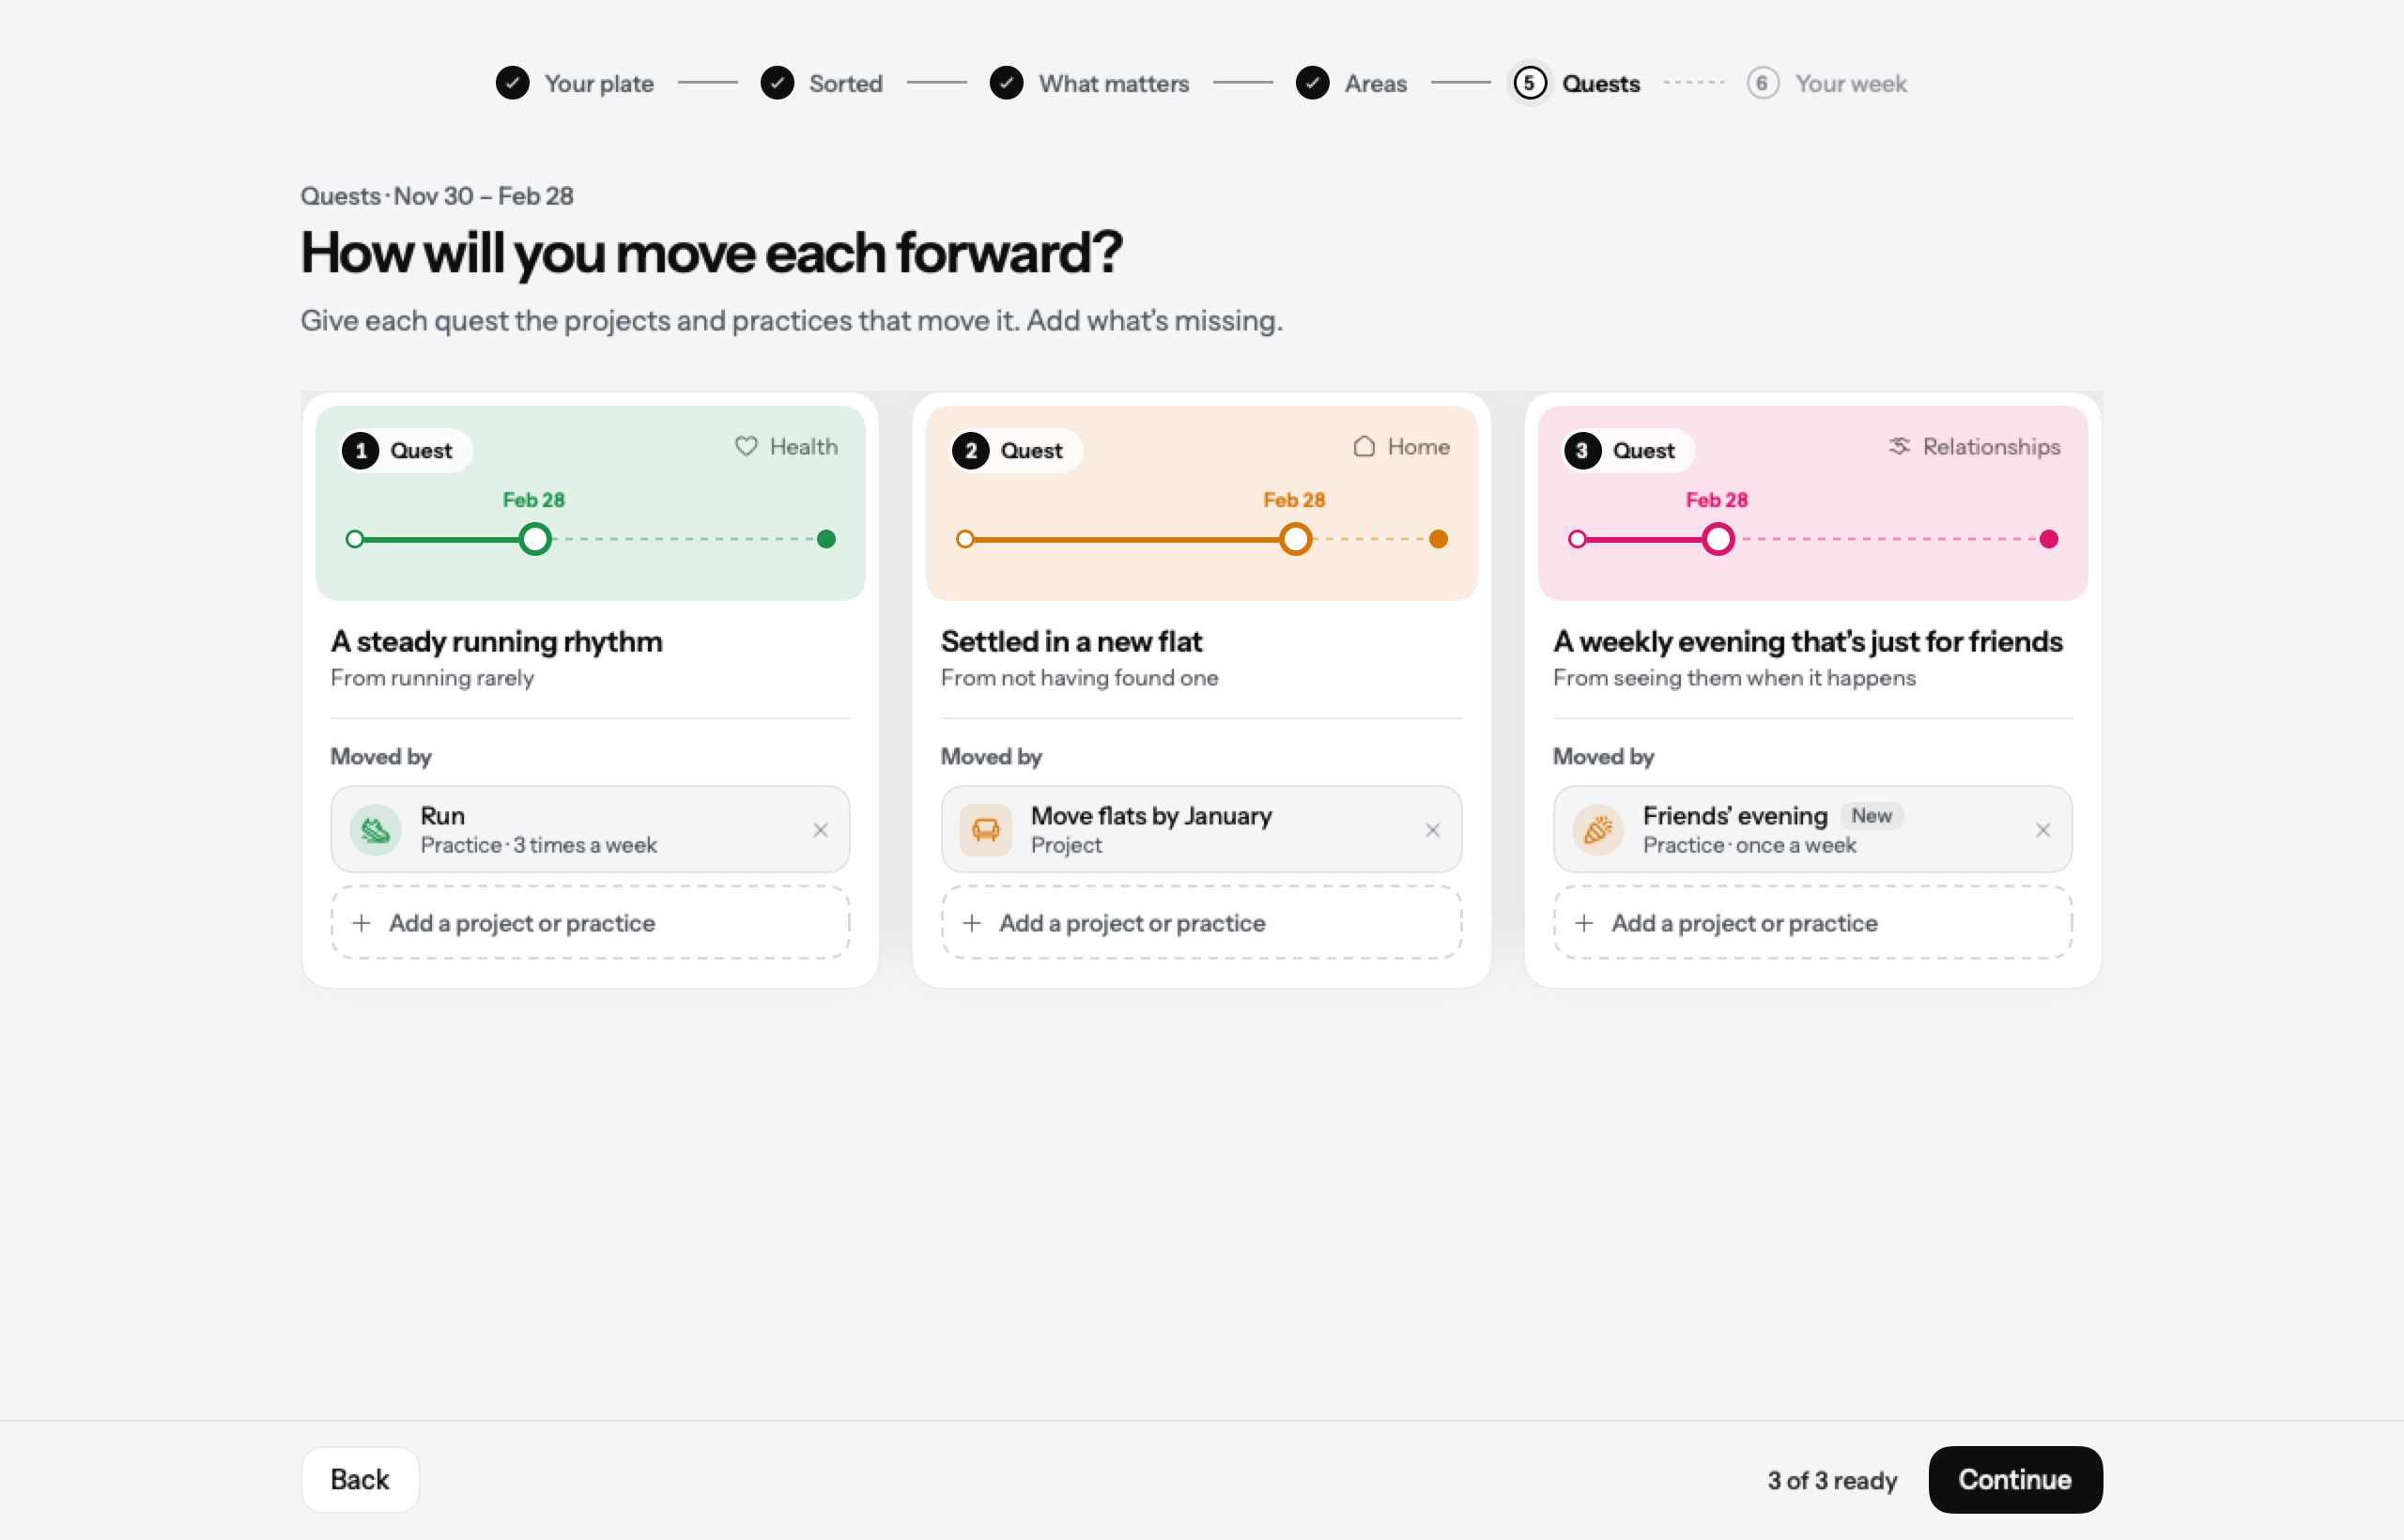 Your plate
Sorted
What matters
Areas
5 Quests
6 Your week
Quests · Nov 30 – Feb 28
How will you move each forward?
Give each quest the projects and practices that move it. Add what’s missing.
1 Quest
Health
Feb 28
A steady running rhythm
From running rarely
Moved by
Run
Practice · 3 times a week
+ Add a project or practice
2 Quest
Home
Feb 28
Settled in a new flat
From not having found one
Moved by
Move flats by January
Project
+ Add a project or practice
3 Quest
Relationships
Feb 28
A weekly evening that’s just for friends
From seeing them when it happens
Moved by
Friends’ evening New
Practice · once a week
+ Add a project or practice
Back
3 of 3 ready
Continue